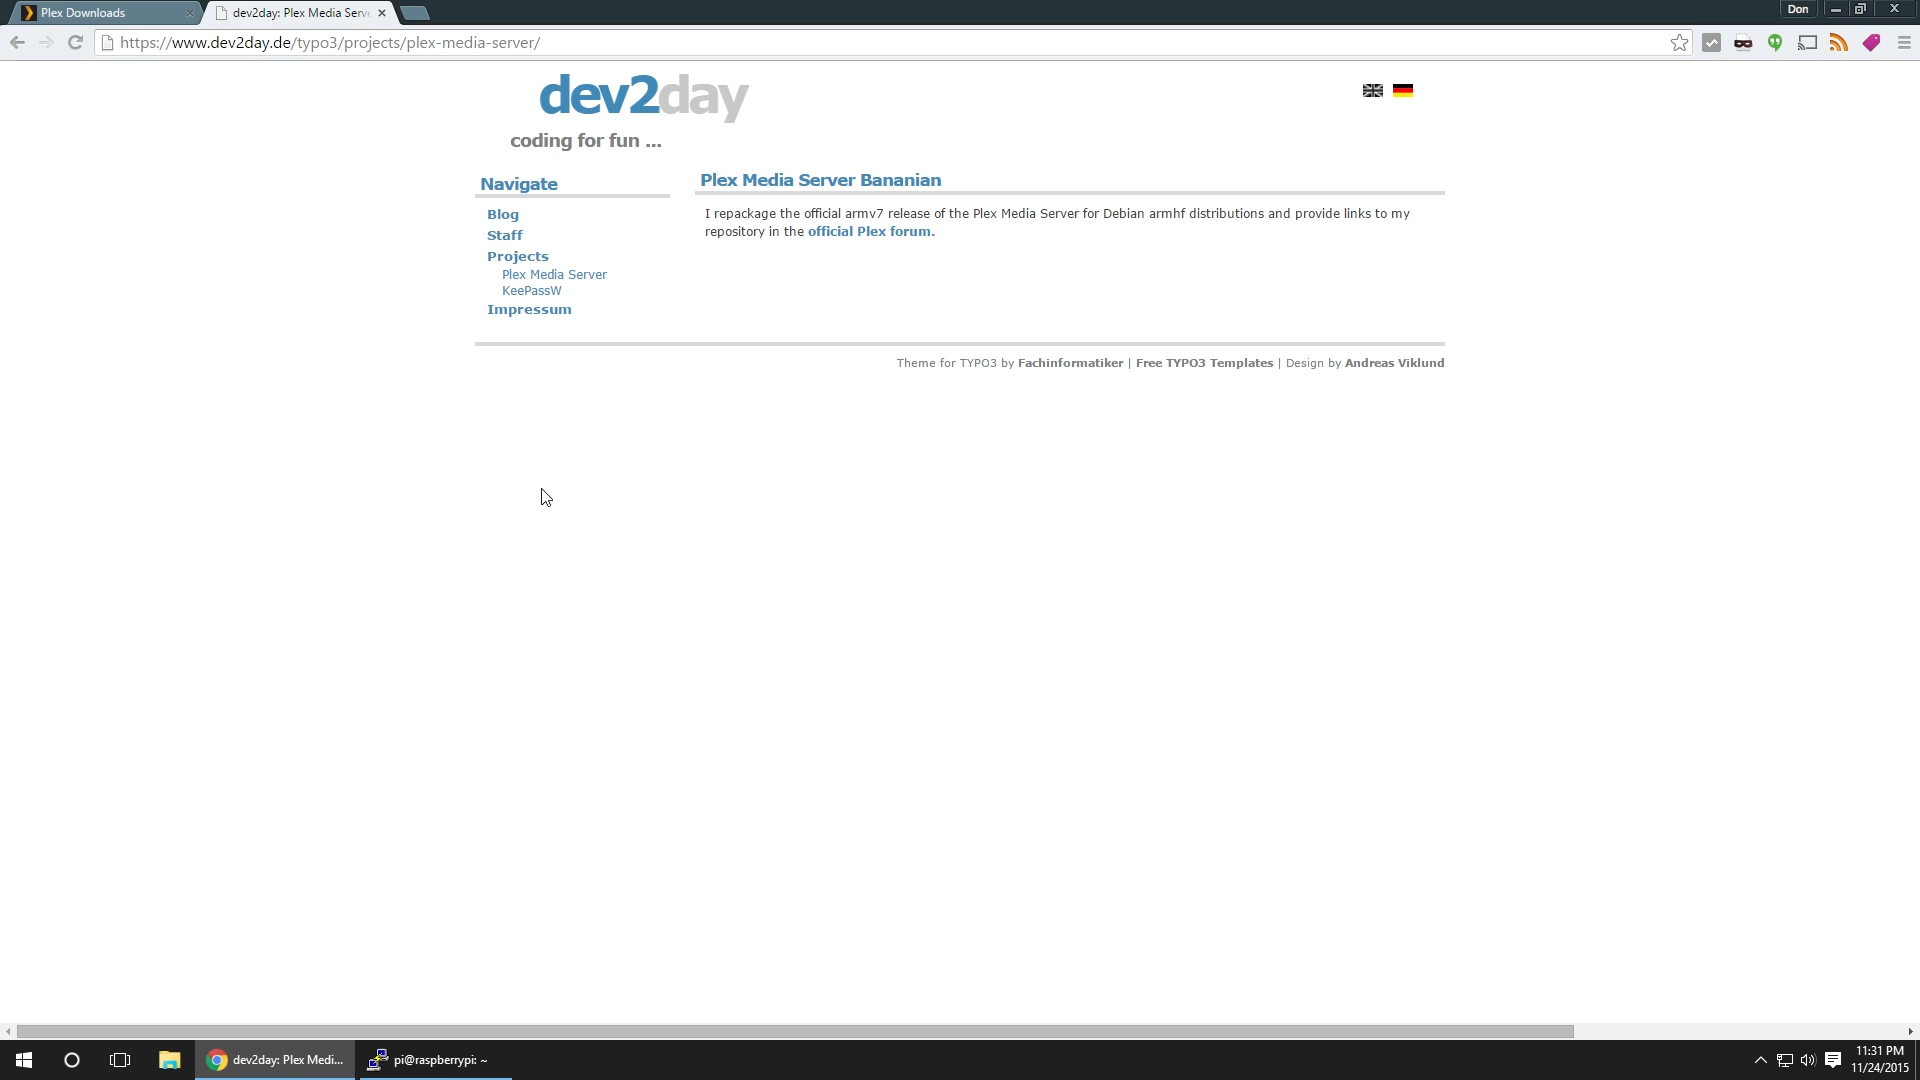 Plex Downloads
dev2day: Plex Media Serv
Don
https://www.dev2day.de/typo3/projects/plex-media-server/
dev2day
coding for fun ...
Navigate
Blog
Staff
Projects
Plex Media Server
KeePassW
Impressum
Plex Media Server Bananian
I repackage the official armv7 release of the Plex Media Server for Debian armhf distributions and provide links to my
repository in the official Plex forum.
Theme for TYPO3 by Fachinformatiker | Free TYPO3 Templates | Design by Andreas Viklund
dev2day: Plex Medi...
pi@raspberrypi: ~
11:31 PM
11/24/2015